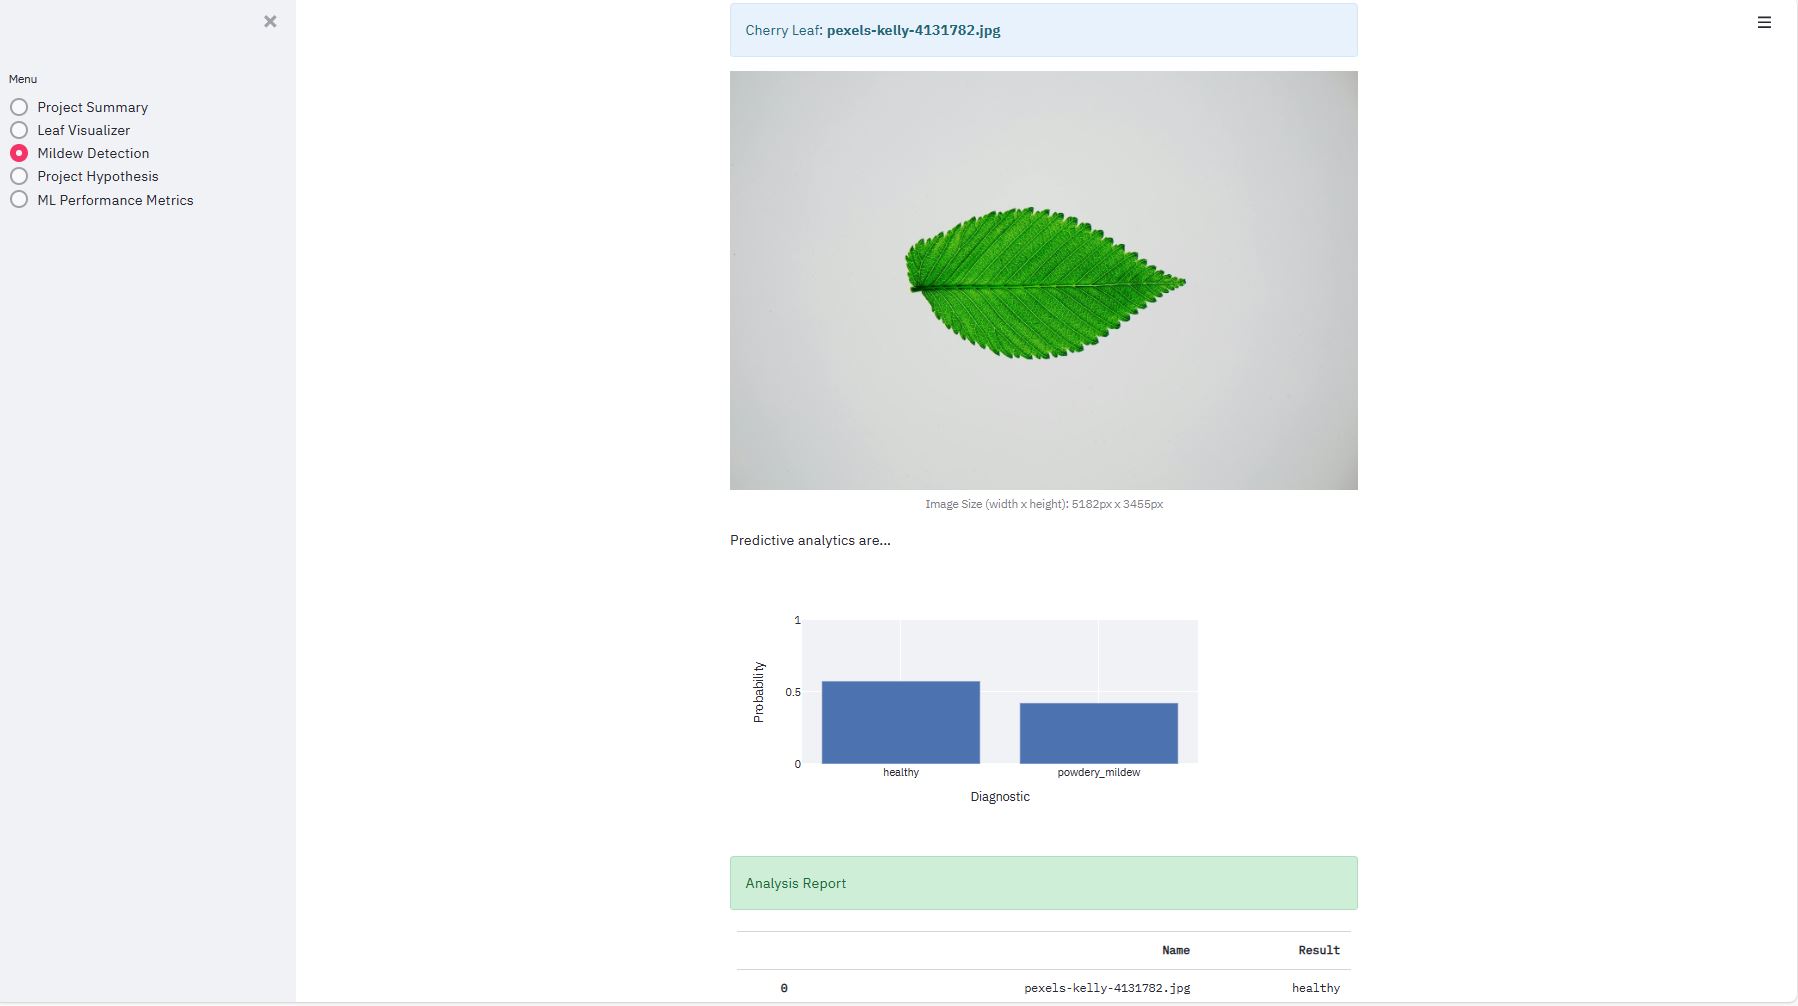 Menu
Project Summary
Leaf Visualizer
Mildew Detection
Project Hypothesis
ML Performance Metrics
Cherry Leaf: pexels-kelly-4131782.jpg
Image Size (width x height): 5182px x 3455px
Predictive analytics are...
1
0.5
0
Probability
healthy powdery_mildew
Diagnostic
Analysis Report
Name Result
0 pexels-kelly-4131782.jpg healthy